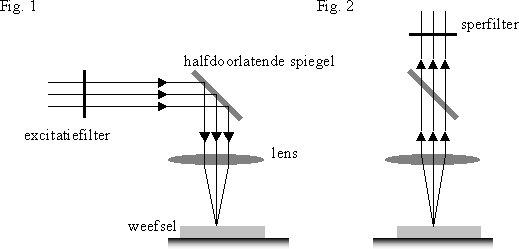 Fig. 1
Fig. 2
sperfilter
halfdoorlatende spiegel
excitatiefilter
lens
weefsel